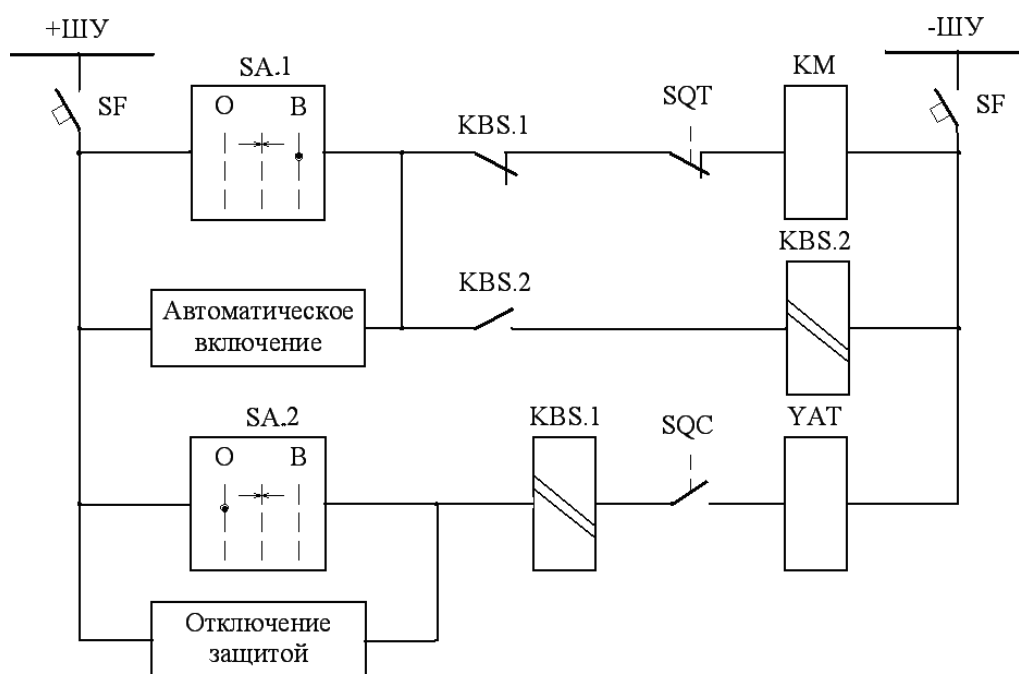 +ШУ
-ШУ
SA.1
KM
SF
O B
KBS.1
SQT
SF
KBS.2
KBS.2
Автоматическое
включение
SA.2
KBS.1
SQC
YAT
O B
Отключение
защитой